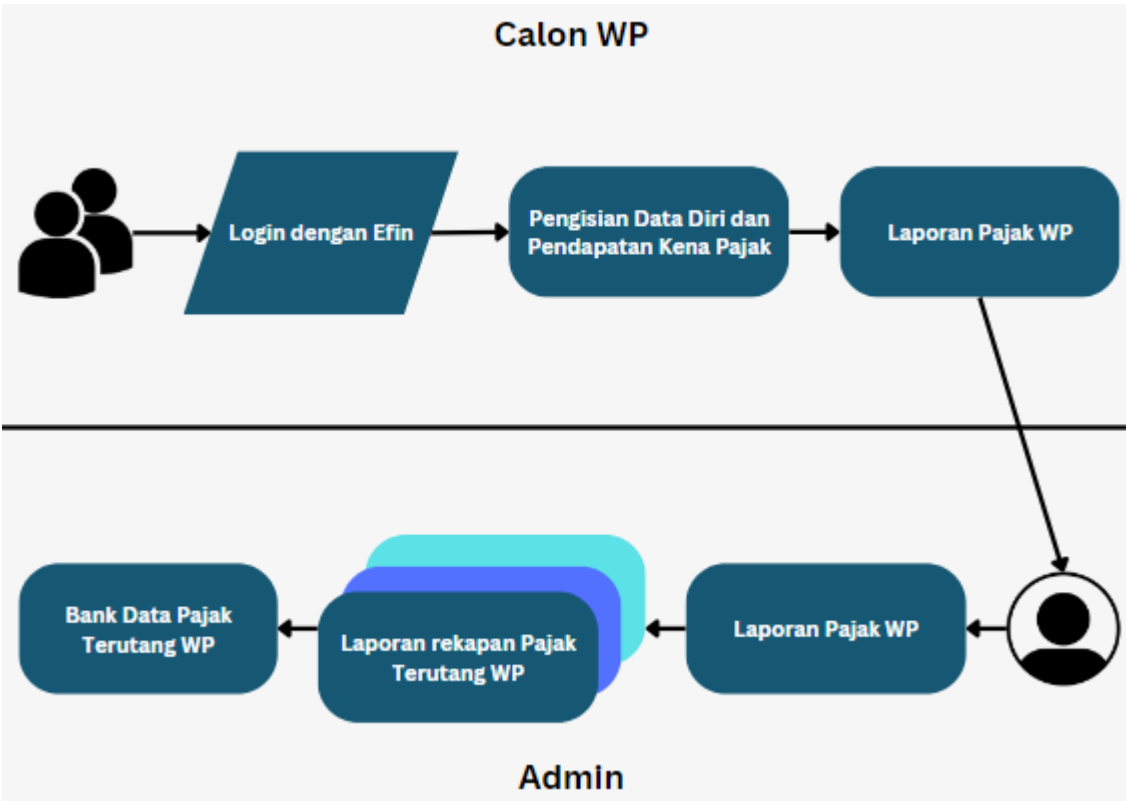 Calon WP
Login dengan Efin
Pengisian Data Diri dan
Pendapatan Kena Pajak
Laporan Pajak WP
Bank Data Pajak
Terutang WP
Laporan rekapan Pajak
Terutang WP
Laporan Pajak WP
Admin